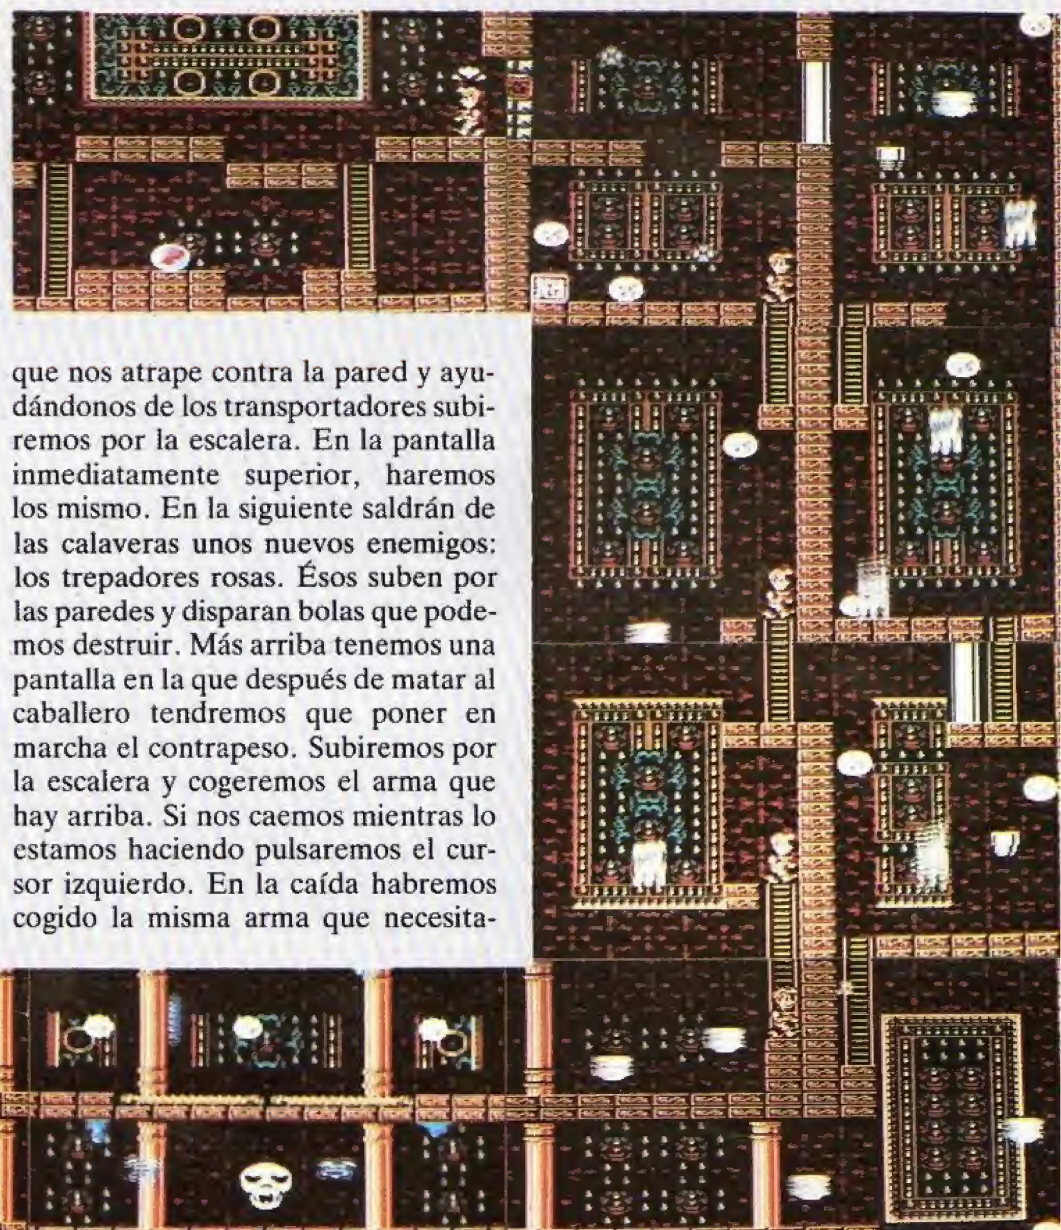 que nos atrape contra la pared y ayu-
dándonos de los transportadores subi-
remos por la escalera. En la pantalla
inmediatamente superior, haremos
los mismo. En la siguiente saldrán de
las calaveras unos nuevos enemigos:
los trepadores rosas. Ésos suben por
las paredes y disparan bolas que pode-
mos destruir. Más arriba tenemos una
pantalla en la que después de matar al
caballero tendremos que poner en
marcha el contrapeso. Subiremos por
la escalera y cogeremos el arma que
hay arriba. Si nos caemos mientras lo
estamos haciendo pulsaremos el cur-
sor izquierdo. En la caída habremos
cogido la misma arma que necesita-